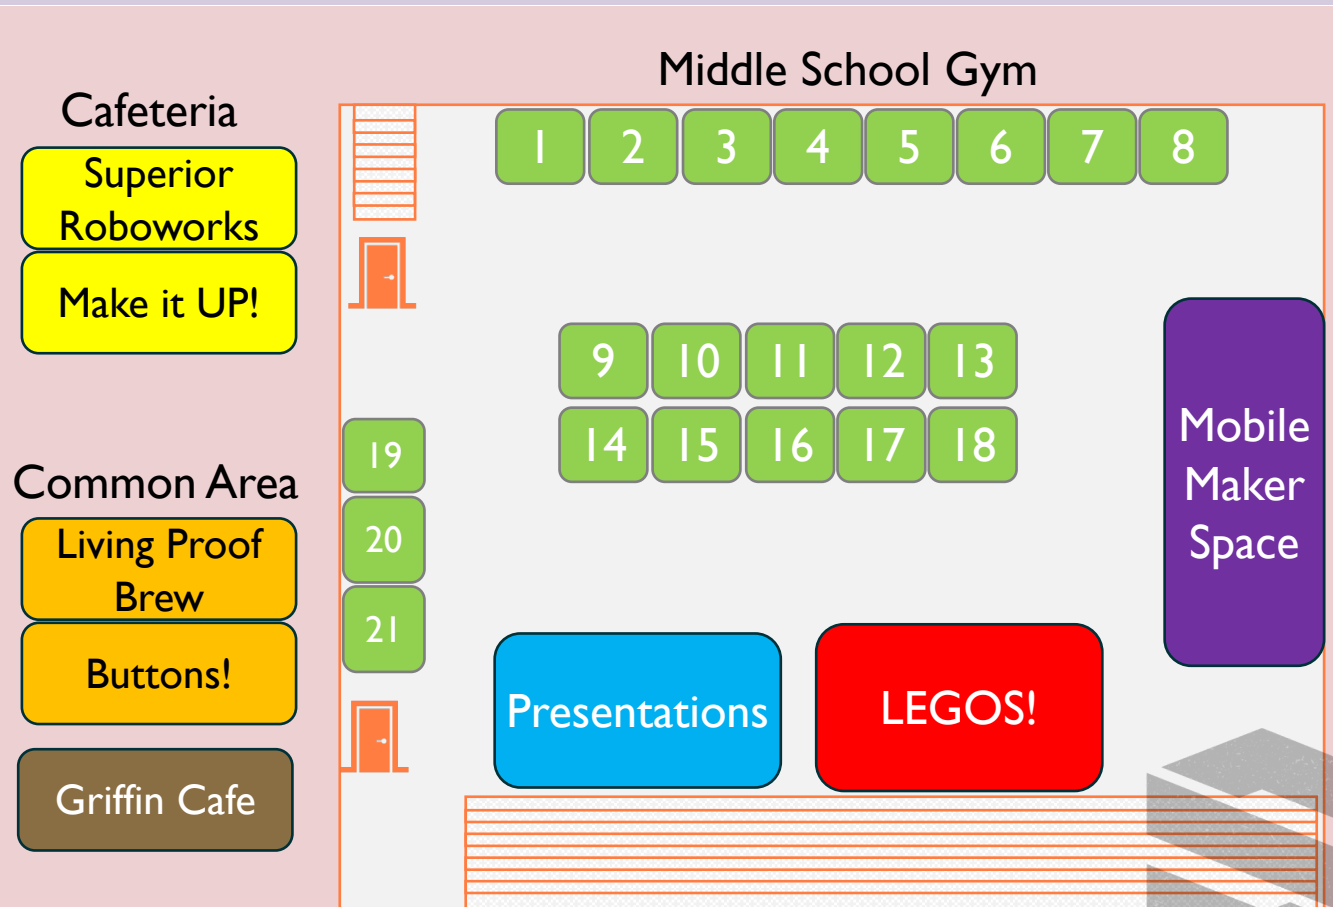 Middle School Gym
Cafeteria
Superior
Roboworks
Make it UP!
1 2 3 4 5 6 7 8
9 10 11 12 13
14 15 16 17 18
19
20
21
Common Area
Living Proof
Brew
Buttons!
Griffin Cafe
Mobile
Maker
Space
Presentations
LEGOS!